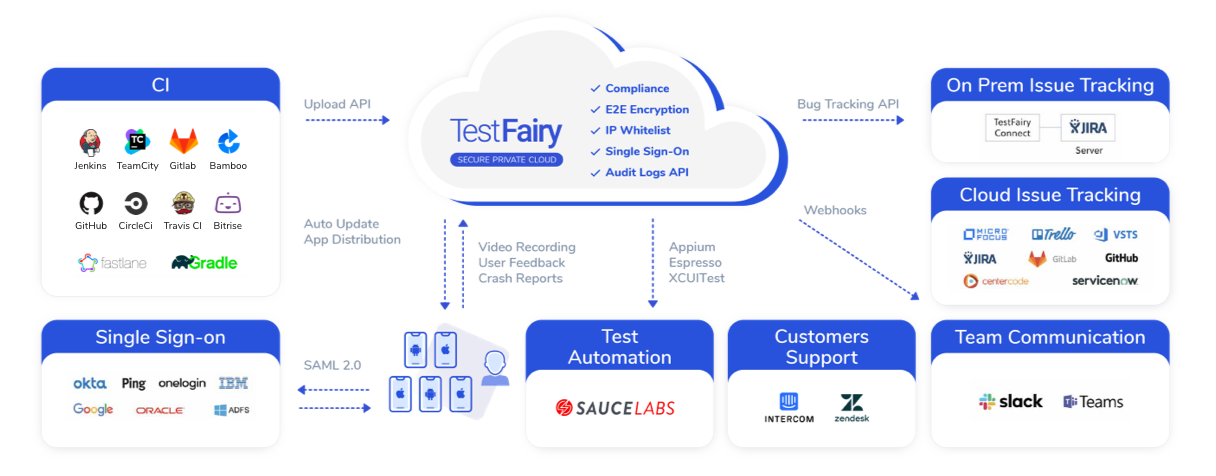 CI
Jenkins
TeamCity
Gitlab
Bamboo
GitHub
CircleCi
Travis CI
Bitrise
fastlane
Gradle
Upload API
TestFairy
SECURE PRIVATE CLOUD
Compliance
E2E Encryption
IP Whitelist
Single Sign-On
Audit Logs API
Bug Tracking API
On Prem Issue Tracking
TestFairy
Connect
JIRA
Server
Auto Update
App Distribution
Video Recording
User Feedback
Crash Reports
Appium
Espresso
XCUITest
Webhooks
Cloud Issue Tracking
MICRO
FOCUS
Trello
VSTS
JIRA
GitLab
GitHub
centercode
servicenow
Single Sign-on
okta
Ping
onelogin
IBM
Google
ORACLE
ADFS
SAML 2.0
Test
Automation
SAUCELABS
Customers
Support
INTERCOM
zendesk
Team Communication
slack
Teams